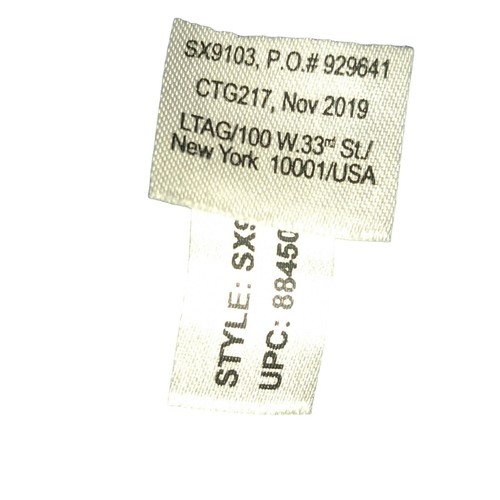 SX9103, P.O.# 929641
CTG217, Nov 2019
LTAG/100 W.33rd St./
New York 10001/USA
STYLE: SX9
UPC: 88450